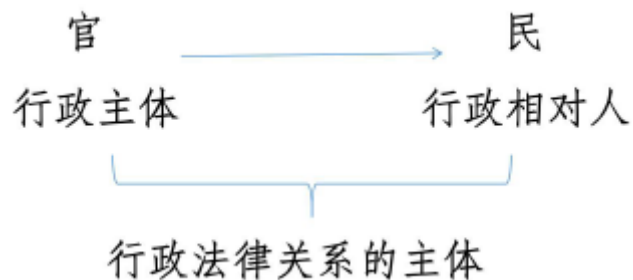 官 民
行政主体 行政相对人
行政法律关系的主体